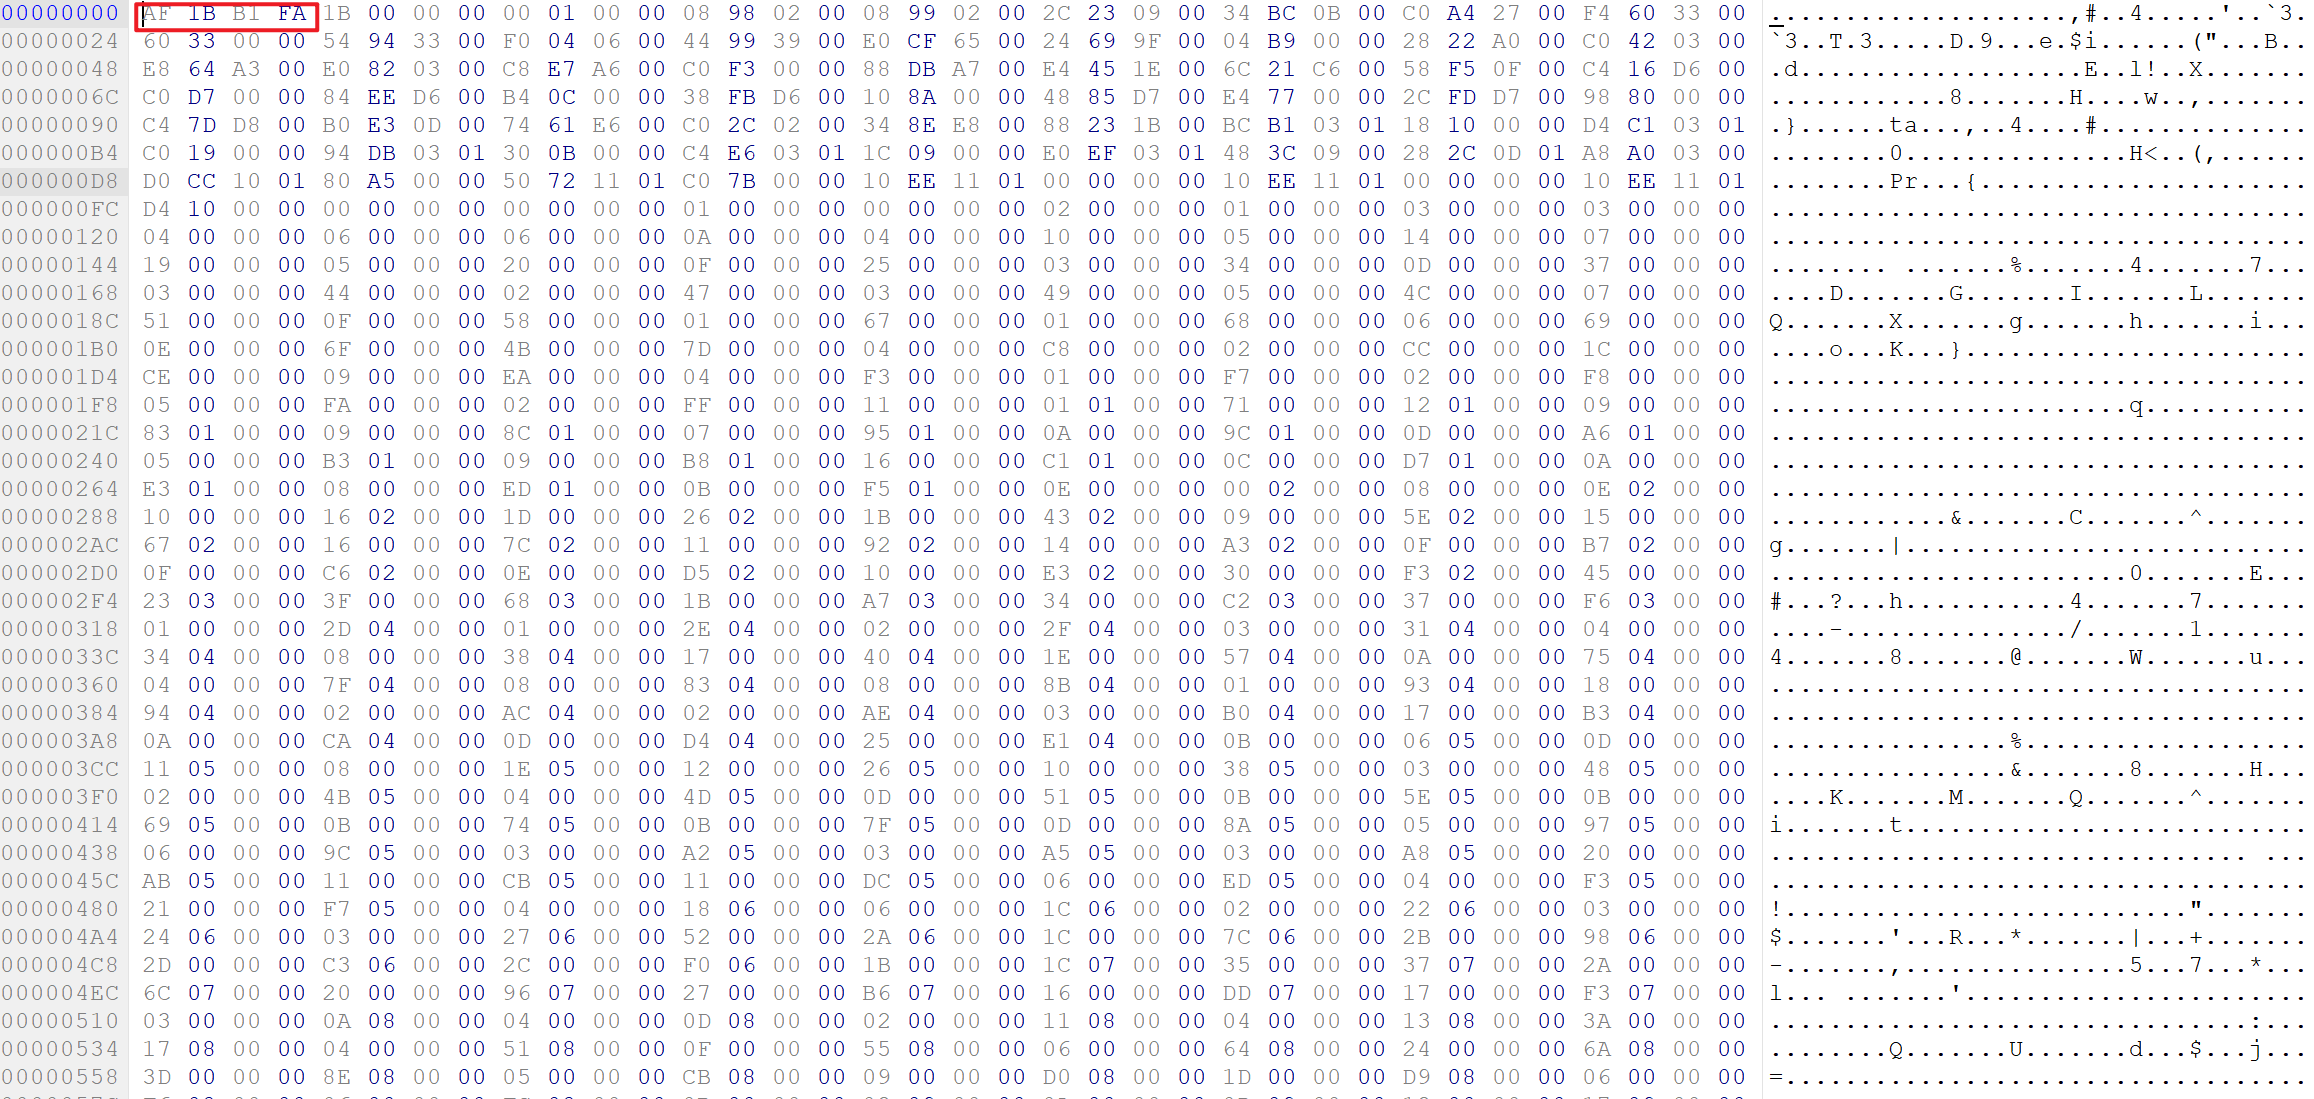 00000000 AF 1B B1 FA 1B 00 00 00 00 01 00 00 08 98 02 00 08 99 02 00 2C 23 09 00 34 BC 0B 00 C0 A4 27 00 F4 60 33 00 ....................,#..4.....'..`3.
00000024 60 33 00 00 54 94 33 00 F0 04 06 00 44 99 39 00 E0 CF 65 00 24 69 9F 00 04 B9 00 00 28 22 A0 00 C0 42 03 00 `3..T.3.....D.9...e.$i......("...B..
00000048 E8 64 A3 00 E0 82 03 00 C8 E7 A6 00 C0 F3 00 00 88 DB A7 00 E4 45 1E 00 6C 21 C6 00 58 F5 0F 00 C4 16 D6 00 .d...................E..l!..X.......
0000006C C0 D7 00 00 84 EE D6 00 B4 0C 00 00 38 FB D6 00 10 8A 00 00 48 85 D7 00 E4 77 00 00 2C FD D7 00 98 80 00 00 ............8.......H....w..,.......
00000090 C4 7D D8 00 B0 E3 0D 00 74 61 E6 00 C0 2C 02 00 34 8E E8 00 88 23 1B 00 BC B1 03 01 18 10 00 00 D4 C1 03 01 .}......ta...,..4....#..............
000000B4 C0 19 00 00 94 DB 03 01 30 0B 00 00 C4 E6 03 01 1C 09 00 00 E0 EF 03 01 48 3C 09 00 28 2C 0D 01 A8 A0 03 00 ........0...............H<..(,......
000000D8 D0 CC 10 01 80 A5 00 00 50 72 11 01 C0 7B 00 00 10 EE 11 01 00 00 00 00 10 EE 11 01 00 00 00 00 10 EE 11 01 ........Pr...{......................
000000FC D4 10 00 00 00 00 00 00 00 00 00 00 01 00 00 00 00 00 00 00 02 00 00 00 01 00 00 00 03 00 00 00 03 00 00 00 ....................................
00000120 04 00 00 00 06 00 00 00 06 00 00 00 0A 00 00 00 04 00 00 00 10 00 00 00 05 00 00 00 14 00 00 00 07 00 00 00 ....................................
00000144 19 00 00 00 05 00 00 00 20 00 00 00 0F 00 00 00 25 00 00 00 03 00 00 00 34 00 00 00 0D 00 00 00 37 00 00 00 ........ .......%.......4.......7...
00000168 03 00 00 00 44 00 00 00 02 00 00 00 47 00 00 00 03 00 00 00 49 00 00 00 05 00 00 00 4C 00 00 00 07 00 00 00 ....D.......G.......I.......L.......
0000018C 51 00 00 00 0F 00 00 00 58 00 00 00 01 00 00 00 67 00 00 00 01 00 00 00 68 00 00 00 06 00 00 00 69 00 00 00 Q.......X.......g.......h.......i...
000001B0 0E 00 00 00 6F 00 00 00 4B 00 00 00 7D 00 00 00 04 00 00 00 C8 00 00 00 02 00 00 00 CC 00 00 00 1C 00 00 00 ....o...K...}.......................
000001D4 CE 00 00 00 09 00 00 00 EA 00 00 00 04 00 00 00 F3 00 00 00 01 00 00 00 F7 00 00 00 02 00 00 00 F8 00 00 00 ....................................
000001F8 05 00 00 00 FA 00 00 00 02 00 00 00 FF 00 00 00 11 00 00 00 01 01 00 00 71 00 00 00 12 01 00 00 09 00 00 00 ........................q...........
0000021C 83 01 00 00 09 00 00 00 8C 01 00 00 07 00 00 00 95 01 00 00 0A 00 00 00 9C 01 00 00 0D 00 00 00 A6 01 00 00 ....................................
00000240 05 00 00 00 B3 01 00 00 09 00 00 00 B8 01 00 00 16 00 00 00 C1 01 00 00 0C 00 00 00 D7 01 00 00 0A 00 00 00 ....................................
00000264 E3 01 00 00 08 00 00 00 ED 01 00 00 0B 00 00 00 F5 01 00 00 0E 00 00 00 00 02 00 00 08 00 00 00 0E 02 00 00 ....................................
00000288 10 00 00 00 16 02 00 00 1D 00 00 00 26 02 00 00 1B 00 00 00 43 02 00 00 09 00 00 00 5E 02 00 00 15 00 00 00 ............&.......C.......^.......
000002AC 67 02 00 00 16 00 00 00 7C 02 00 00 11 00 00 00 92 02 00 00 14 00 00 00 A3 02 00 00 0F 00 00 00 B7 02 00 00 g.......|...........................
000002D0 0F 00 00 00 C6 02 00 00 0E 00 00 00 D5 02 00 00 10 00 00 00 E3 02 00 00 30 00 00 00 F3 02 00 00 45 00 00 00 ........................0.......E...
000002F4 23 03 00 00 3F 00 00 00 68 03 00 00 1B 00 00 00 A7 03 00 00 34 00 00 00 C2 03 00 00 37 00 00 00 F6 03 00 00 #...?...h...........4.......7.......
00000318 01 00 00 00 2D 04 00 00 01 00 00 00 2E 04 00 00 02 00 00 00 2F 04 00 00 03 00 00 00 31 04 00 00 04 00 00 00 ....-.............../.......1.......
0000033C 34 04 00 00 08 00 00 00 38 04 00 00 17 00 00 00 40 04 00 00 1E 00 00 00 57 04 00 00 0A 00 00 00 75 04 00 00 4.......8.......@.......W.......u...
00000360 04 00 00 00 7F 04 00 00 08 00 00 00 83 04 00 00 08 00 00 00 8B 04 00 00 01 00 00 00 93 04 00 00 18 00 00 00 ....................................
00000384 94 04 00 00 02 00 00 00 AC 04 00 00 02 00 00 00 AE 04 00 00 03 00 00 00 B0 04 00 00 17 00 00 00 B3 04 00 00 ....................................
000003A8 0A 00 00 00 CA 04 00 00 0D 00 00 00 D4 04 00 00 25 00 00 00 E1 04 00 00 0B 00 00 00 06 05 00 00 0D 00 00 00 ................%...................
000003CC 11 05 00 00 08 00 00 00 1E 05 00 00 12 00 00 00 26 05 00 00 10 00 00 00 38 05 00 00 03 00 00 00 48 05 00 00 ................&.......8.......H...
000003F0 02 00 00 00 4B 05 00 00 04 00 00 00 4D 05 00 00 0D 00 00 00 51 05 00 00 0B 00 00 00 5E 05 00 00 0B 00 00 00 ....K.......M.......Q.......^.......
00000414 69 05 00 00 0B 00 00 00 74 05 00 00 0B 00 00 00 7F 05 00 00 0D 00 00 00 8A 05 00 00 05 00 00 00 97 05 00 00 i.......t...........................
00000438 06 00 00 00 9C 05 00 00 03 00 00 00 A2 05 00 00 03 00 00 00 A5 05 00 00 03 00 00 00 A8 05 00 00 20 00 00 00 ................................ ...
0000045C AB 05 00 00 11 00 00 00 CB 05 00 00 11 00 00 00 DC 05 00 00 06 00 00 00 ED 05 00 00 04 00 00 00 F3 05 00 00 ....................................
00000480 21 00 00 00 F7 05 00 00 04 00 00 00 18 06 00 00 06 00 00 00 1C 06 00 00 02 00 00 00 22 06 00 00 03 00 00 00 !...........................".......
000004A4 24 06 00 00 03 00 00 00 27 06 00 00 52 00 00 00 2A 06 00 00 1C 00 00 00 7C 06 00 00 2B 00 00 00 98 06 00 00 $.......'...R...*.......|...+.......
000004C8 2D 00 00 00 C3 06 00 00 2C 00 00 00 F0 06 00 00 1B 00 00 00 1C 07 00 00 35 00 00 00 37 07 00 00 2A 00 00 00 -.......,...............5...7...*...
000004EC 6C 07 00 00 20 00 00 00 96 07 00 00 27 00 00 00 B6 07 00 00 16 00 00 00 DD 07 00 00 17 00 00 00 F3 07 00 00 l... .......'.......................
00000510 03 00 00 00 0A 08 00 00 04 00 00 00 0D 08 00 00 02 00 00 00 11 08 00 00 04 00 00 00 13 08 00 00 3A 00 00 00 ................................:...
00000534 17 08 00 00 04 00 00 00 51 08 00 00 0F 00 00 00 55 08 00 00 06 00 00 00 64 08 00 00 24 00 00 00 6A 08 00 00 ........Q.......U.......d...$...j...
00000558 3D 00 00 00 8E 08 00 00 05 00 00 00 CB 08 00 00 09 00 00 00 D0 08 00 00 1D 00 00 00 D9 08 00 00 06 00 00 00 =...................................